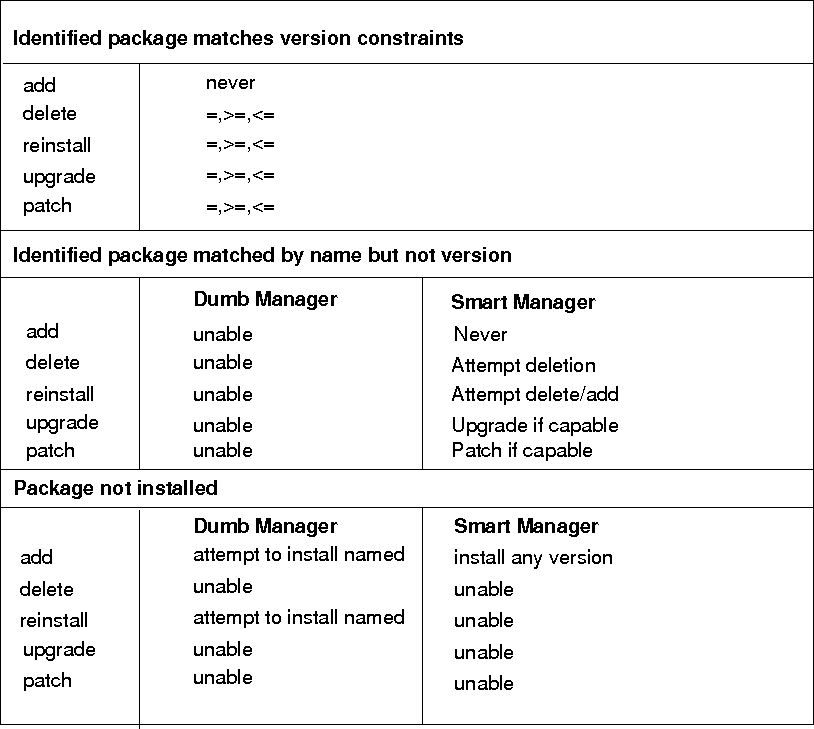 Identified package matches version constraints
add never
delete =,>=,<=
reinstall =,>=,<=
upgrade =,>=,<=
patch =,>=,<=
Identified package matched by name but not version
Dumb Manager Smart Manager
add unable Never
delete unable Attempt deletion
reinstall unable Attempt delete/add
upgrade unable Upgrade if capable
patch unable Patch if capable
Package not installed
Dumb Manager Smart Manager
add attempt to install named install any version
delete unable unable
reinstall attempt to install named unable
upgrade unable unable
patch unable unable